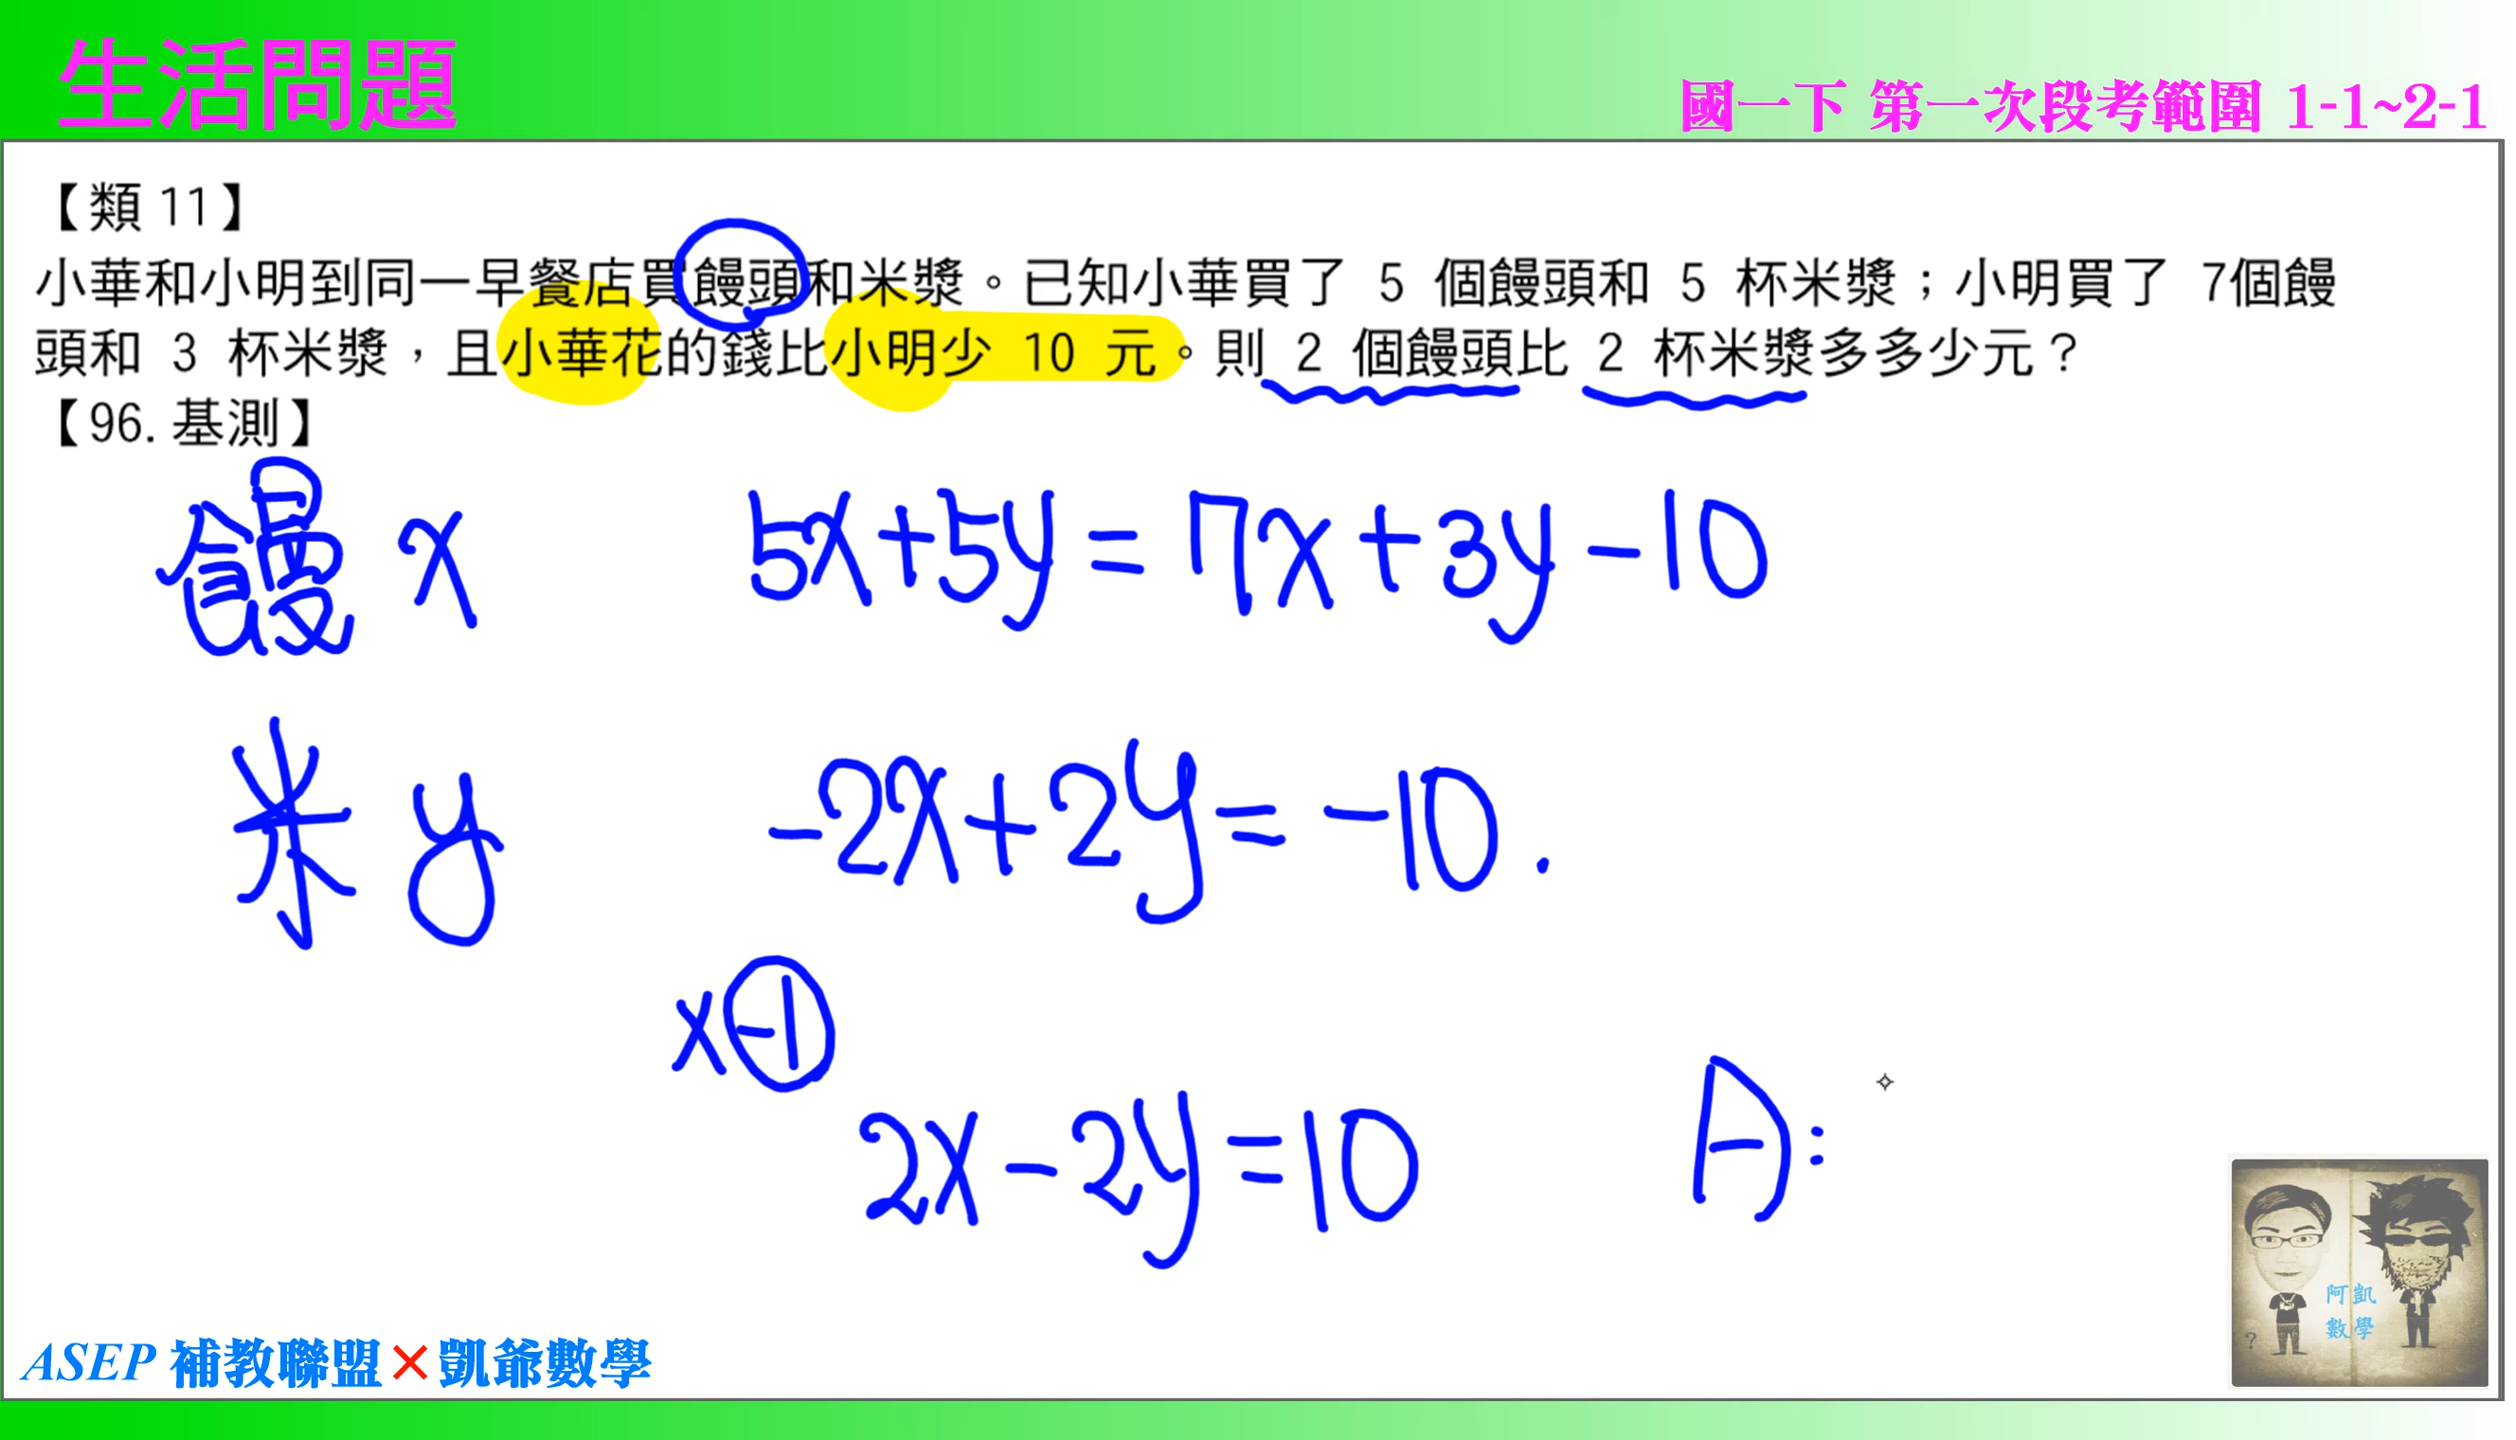 生活問題
國一下 第一次段考範圍 1-1~2-1
【類 11】
小華和小明到同一早餐店買饅頭和米漿。已知小華買了 5 個饅頭和 5 杯米漿；小明買了 7個饅
頭和 3 杯米漿，且小華花的錢比小明少 10 元。則 2 個饅頭比 2 杯米漿多多少元？
【96.基測】
饅 x
5x+5y=7x+3y-10
米 y
-2x+2y=-10.
x-1
2x-2y=10
A:
阿凱
數學
?
ASEP 補教聯盟×凱爺數學